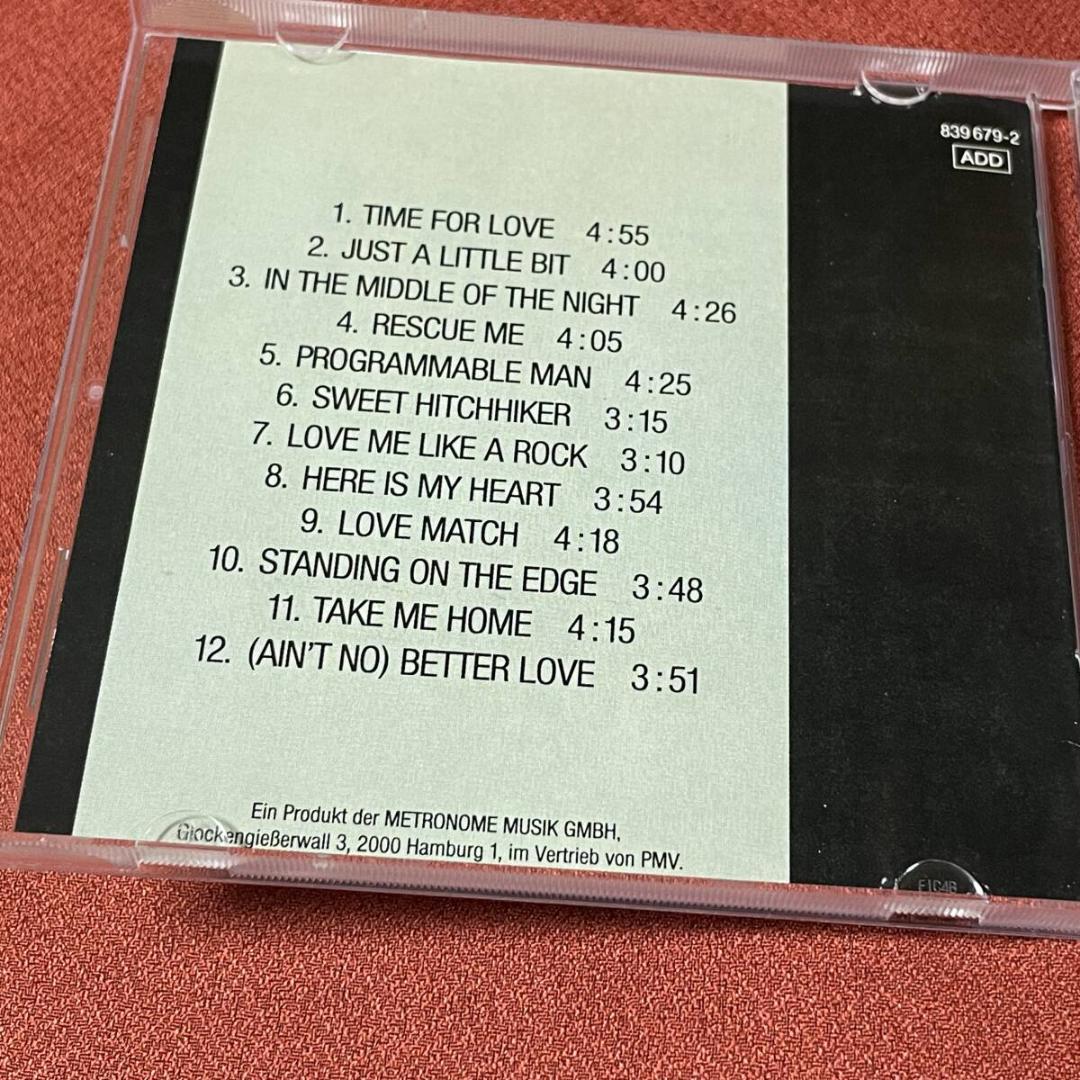 839 679-2
ADD
1. TIME FOR LOVE 4:55
2. JUST A LITTLE BIT 4:00
3. IN THE MIDDLE OF THE NIGHT 4:26
4. RESCUE ME 4:05
5. PROGRAMMABLE MAN 4:25
6. SWEET HITCHHIKER 3:15
7. LOVE ME LIKE A ROCK 3:10
8. HERE IS MY HEART 3:54
9. LOVE MATCH 4:18
10. STANDING ON THE EDGE 3:48
11. TAKE ME HOME 4:15
12. (AIN'T NO) BETTER LOVE 3:51
Ein Produkt der METRONOME MUSIK GMBH,
Glockengießerwall 3, 2000 Hamburg 1, im Vertrieb von PMV.